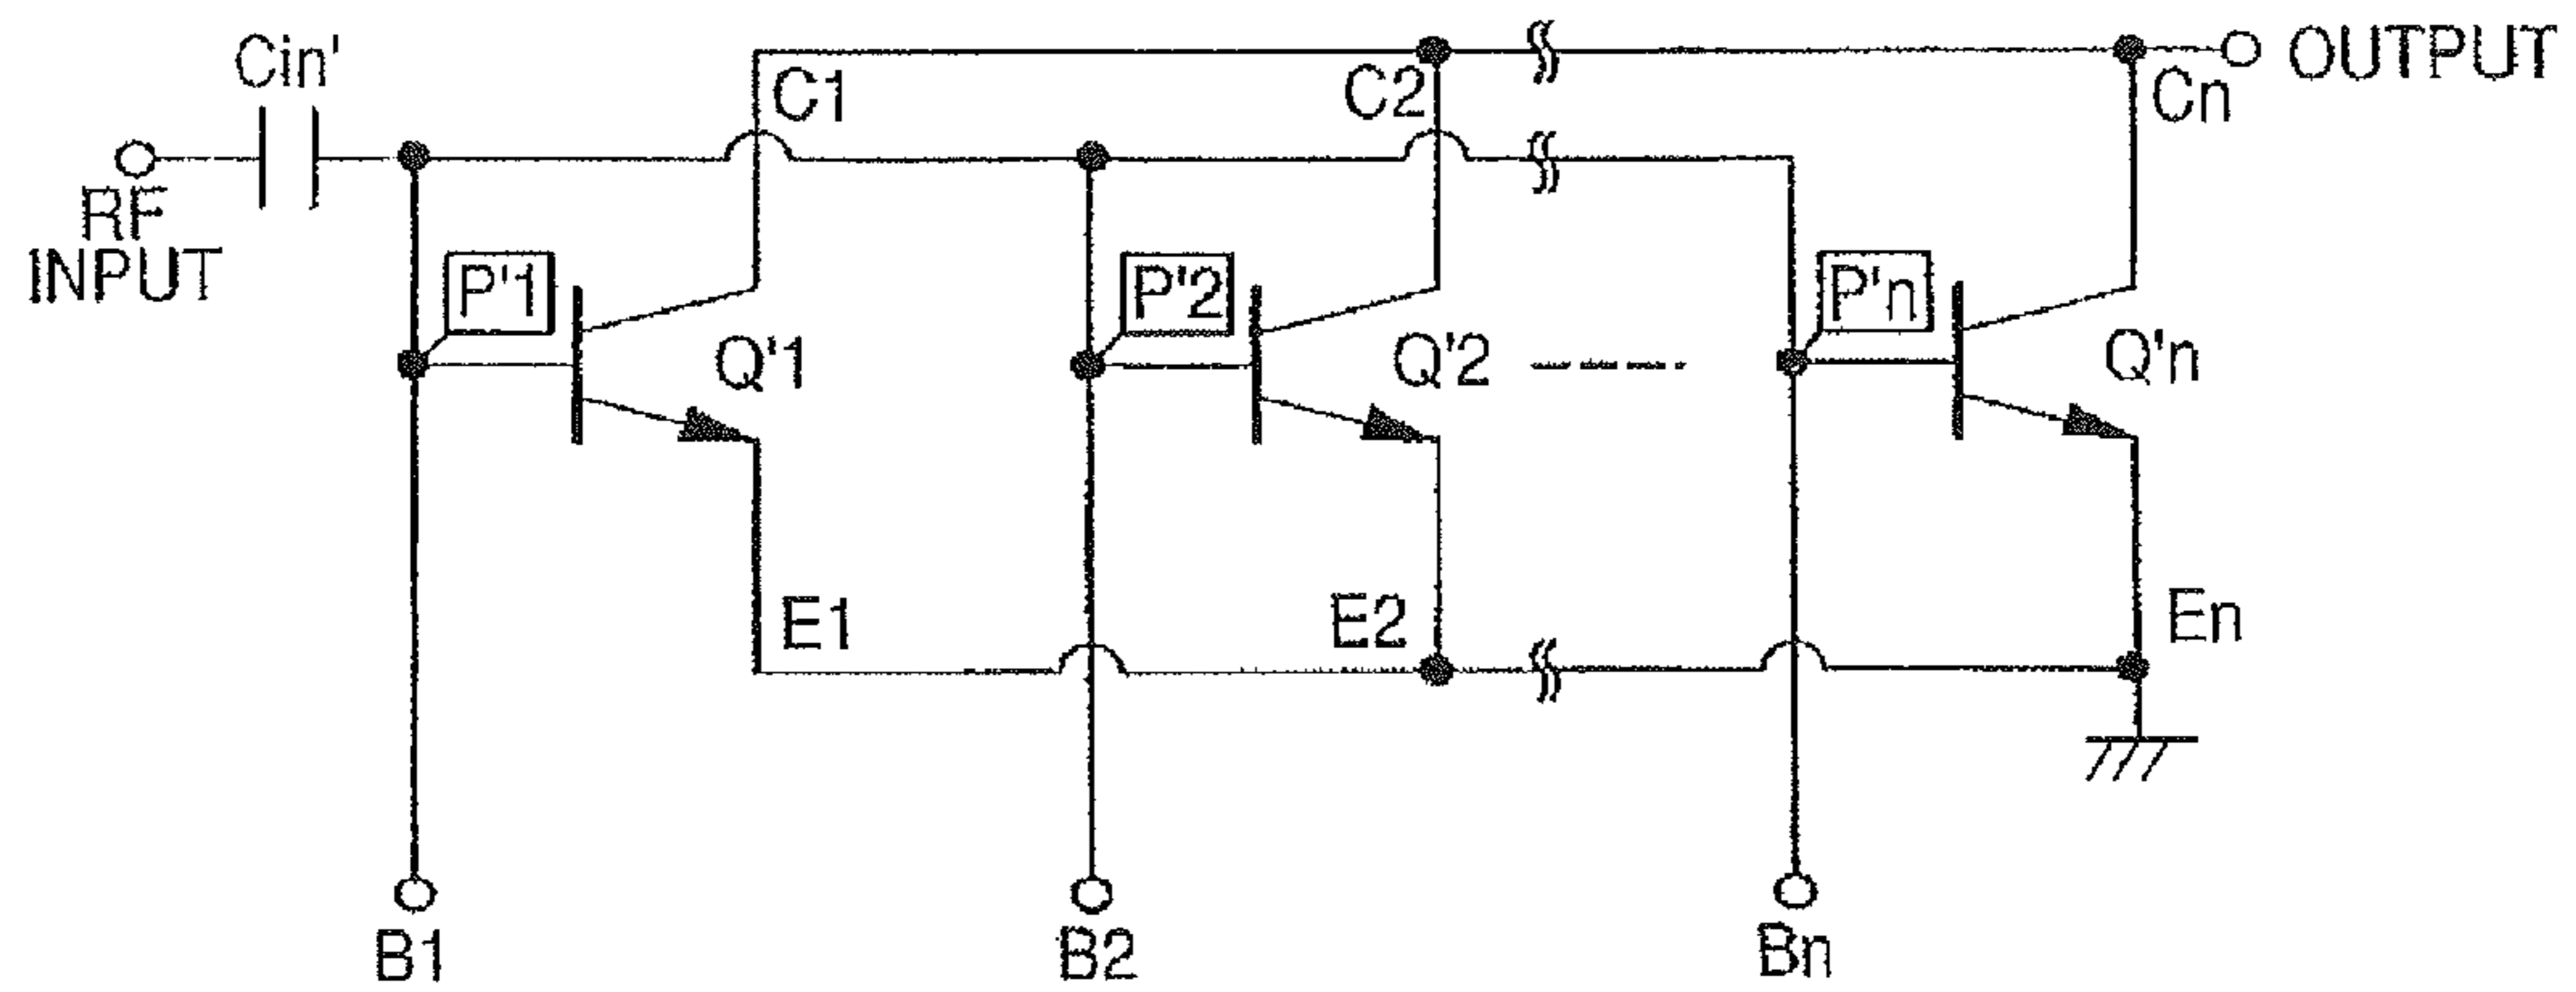 Cin'
C1
C2
Cn
OUTPUT
RF
INPUT
P'1
P'2
P'n
Q'1
Q'2
Q'n
E1
E2
En
B1
B2
Bn